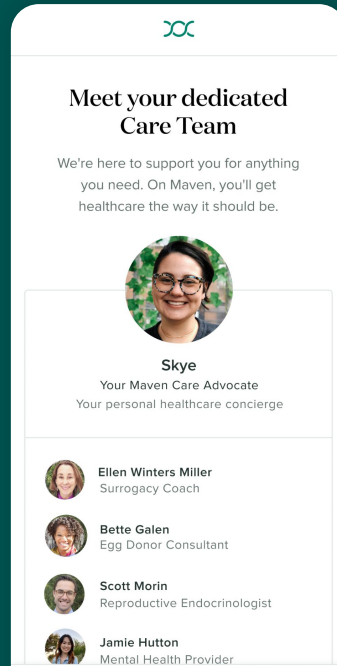 Meet your dedicated
Care Team
We're here to support you for anything
you need. On Maven, you'll get
healthcare the way it should be.
Skye
Your Maven Care Advocate
Your personal healthcare concierge
Ellen Winters Miller
Surrogacy Coach
Bette Galen
Egg Donor Consultant
Scott Morin
Reproductive Endocrinologist
Jamie Hutton
Mental Health Provider